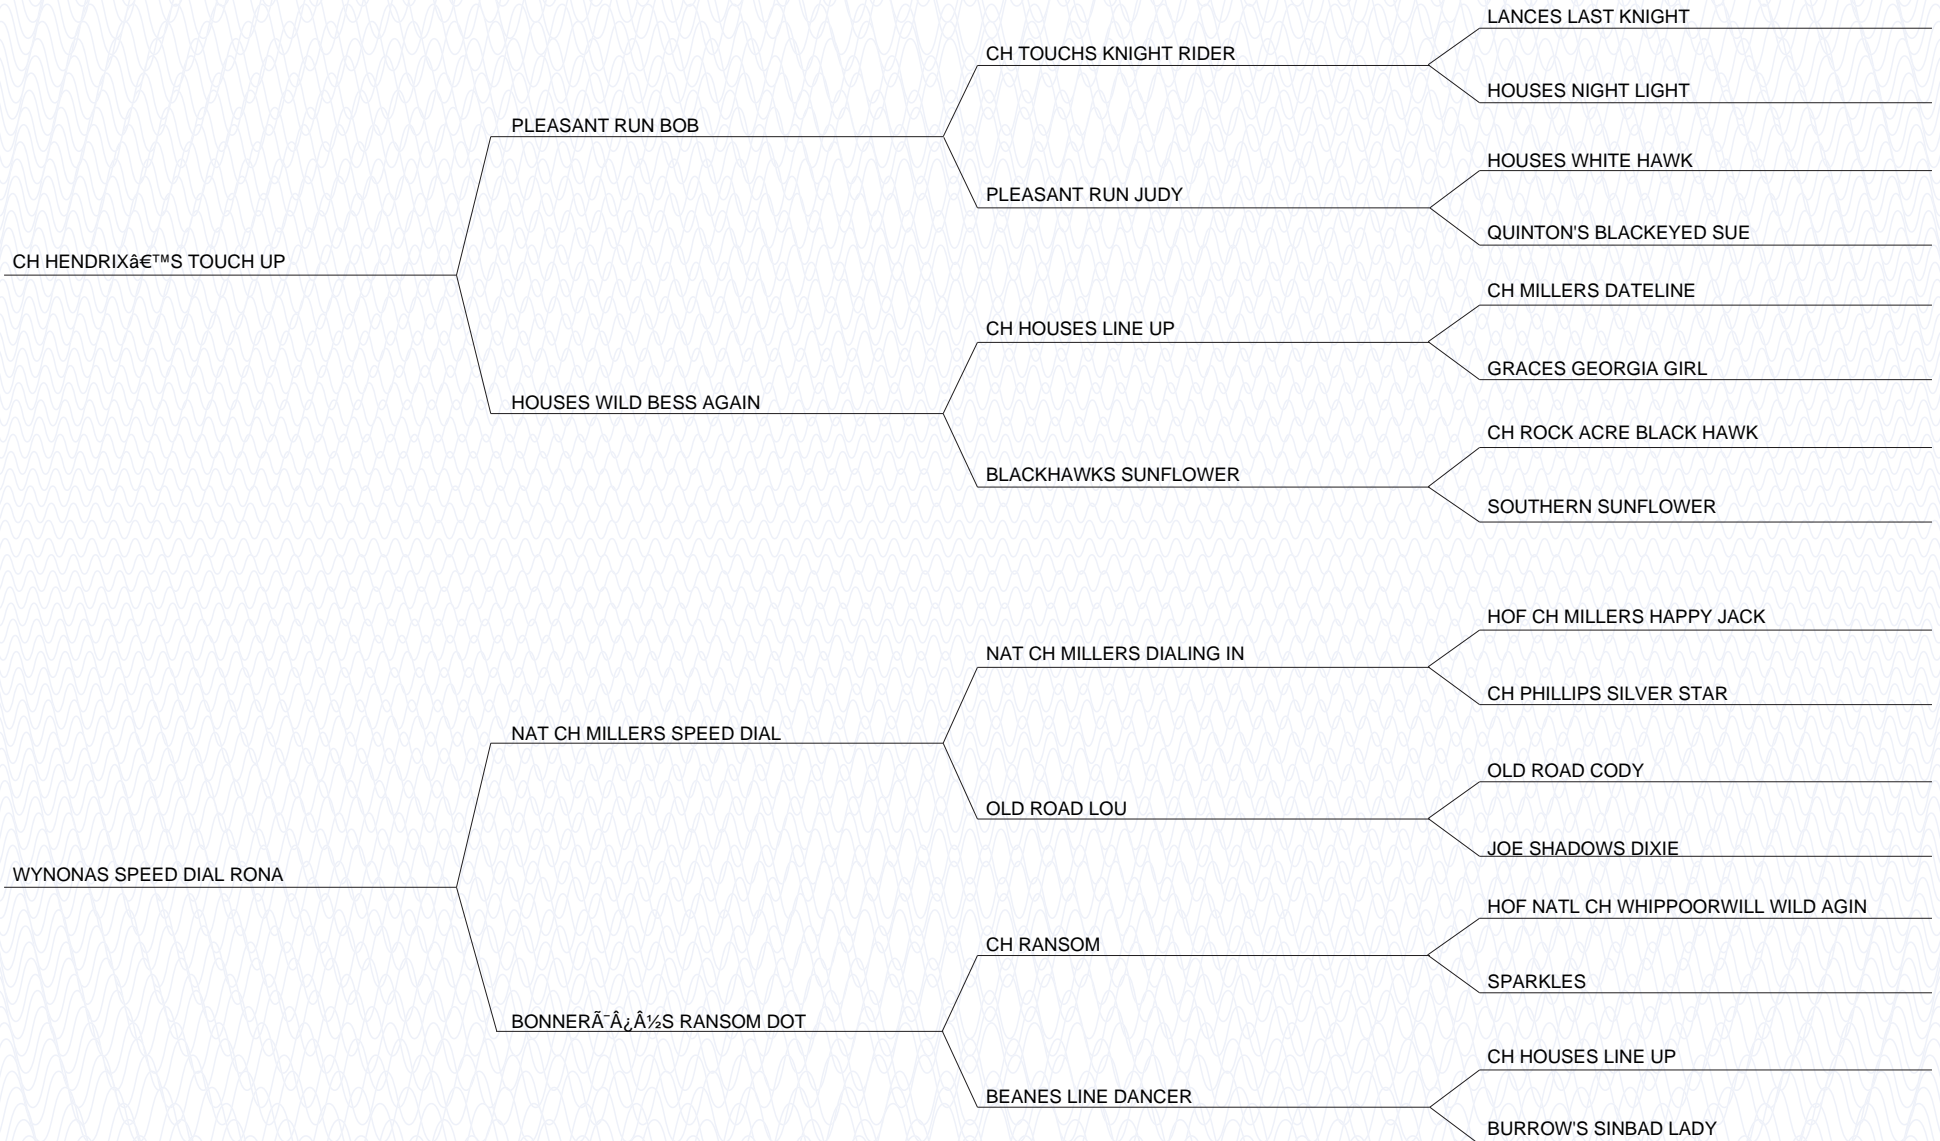 LANCES LAST KNIGHT
CH TOUCHS KNIGHT RIDER
HOUSES NIGHT LIGHT
PLEASANT RUN BOB
HOUSES WHITE HAWK
PLEASANT RUN JUDY
QUINTON'S BLACKEYED SUE
CH HENDRIXâ€™S TOUCH UP
CH MILLERS DATELINE
CH HOUSES LINE UP
GRACES GEORGIA GIRL
HOUSES WILD BESS AGAIN
CH ROCK ACRE BLACK HAWK
BLACKHAWKS SUNFLOWER
SOUTHERN SUNFLOWER
HOF CH MILLERS HAPPY JACK
NAT CH MILLERS DIALING IN
CH PHILLIPS SILVER STAR
NAT CH MILLERS SPEED DIAL
OLD ROAD CODY
OLD ROAD LOU
JOE SHADOWS DIXIE
WYNONAS SPEED DIAL RONA
HOF NATL CH WHIPPOORWILL WILD AGIN
CH RANSOM
SPARKLES
BONNERÃ¯Â¿Â½S RANSOM DOT
CH HOUSES LINE UP
BEANES LINE DANCER
BURROW'S SINBAD LADY